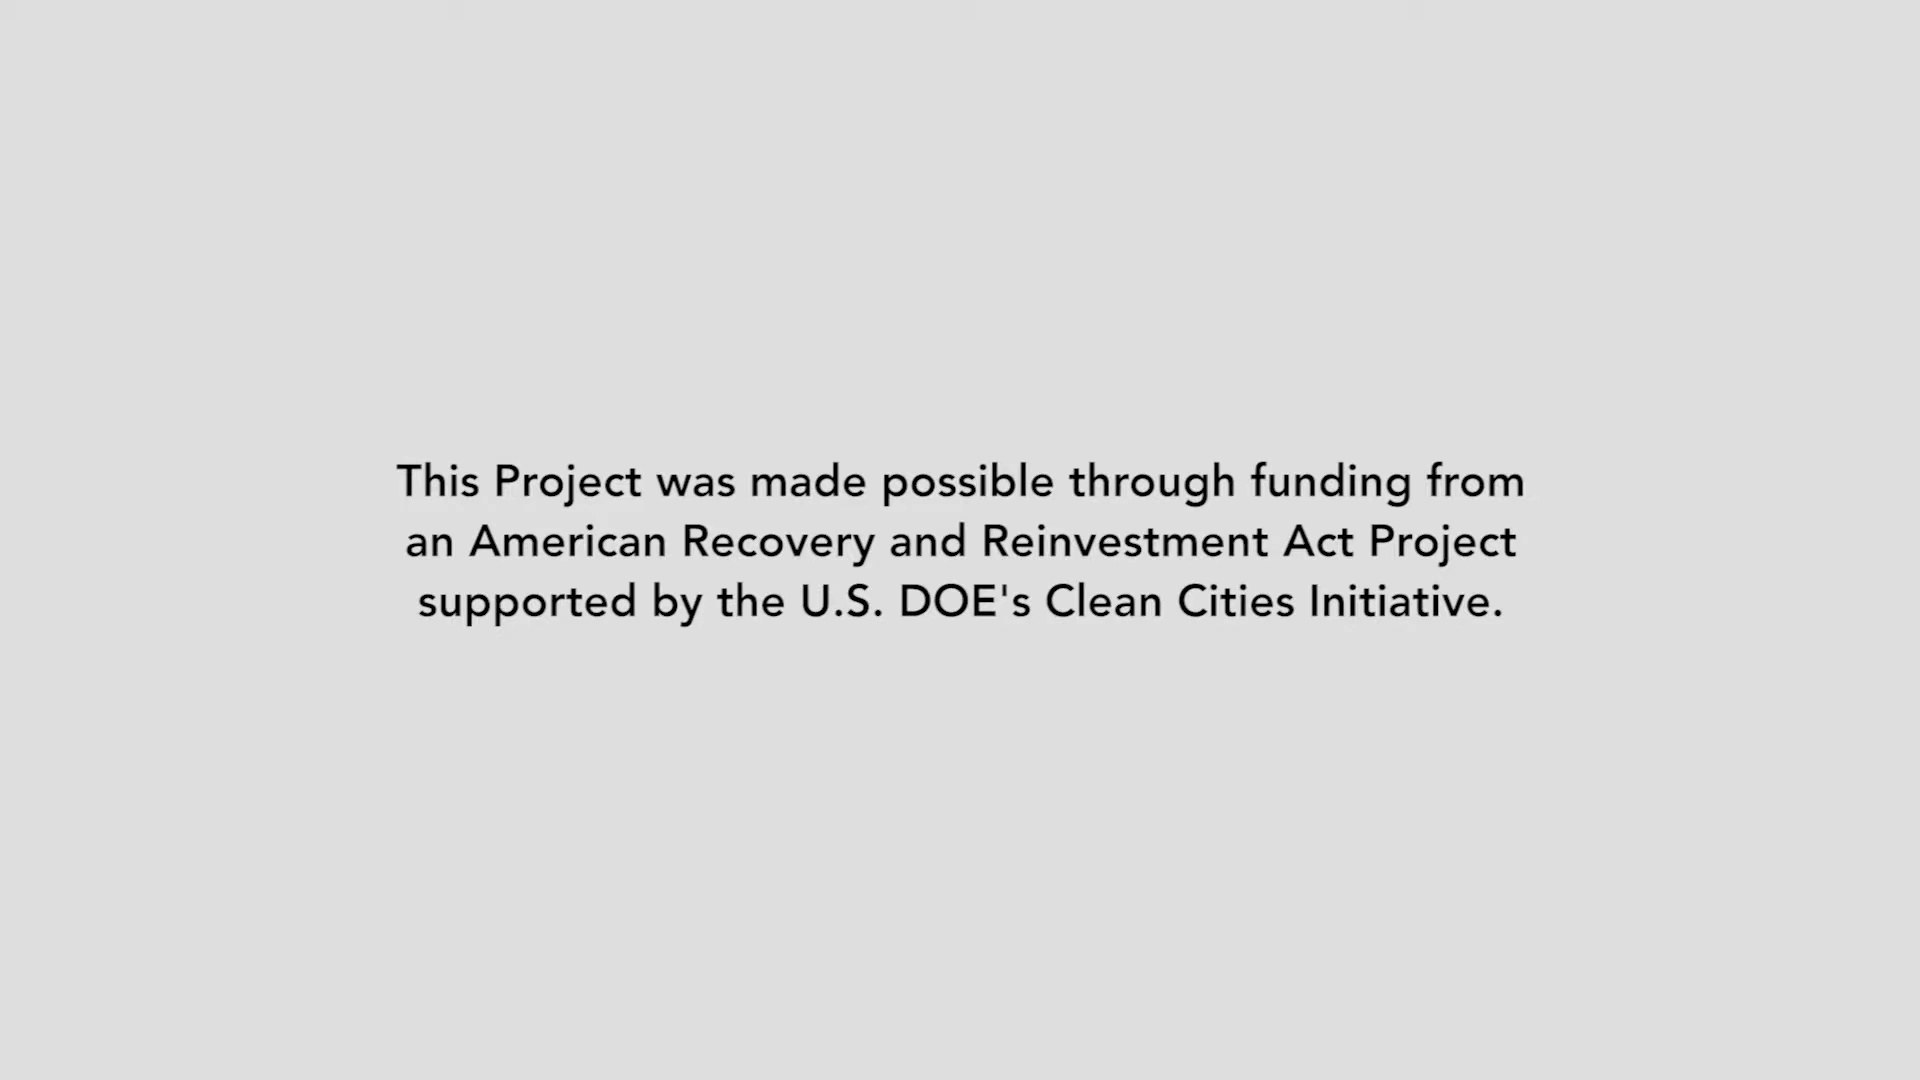 This Project was made possible through funding from
an American Recovery and Reinvestment Act Project
supported by the U.S. DOE's Clean Cities Initiative.